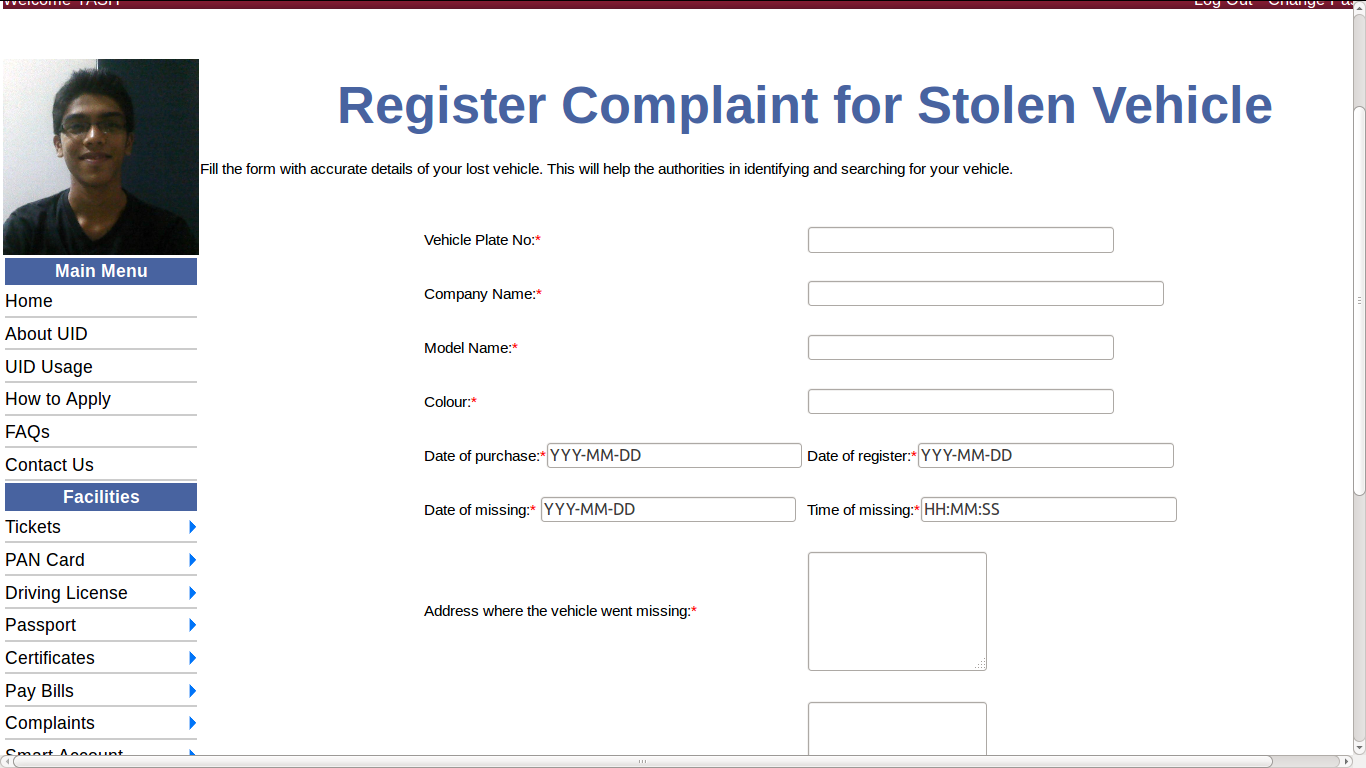 Welcome YASH
Log Out Change Pas
Register Complaint for Stolen Vehicle
Fill the form with accurate details of your lost vehicle. This will help the authorities in identifying and searching for your vehicle.
Main Menu
Home
About UID
UID Usage
How to Apply
FAQs
Contact Us
Facilities
Tickets
PAN Card
Driving License
Passport
Certificates
Pay Bills
Complaints
Smart Account
Vehicle Plate No:*
Company Name:*
Model Name:*
Colour:*
Date of purchase:* YYY-MM-DD Date of register:* YYY-MM-DD
Date of missing:* YYY-MM-DD Time of missing:* HH:MM:SS
Address where the vehicle went missing:*